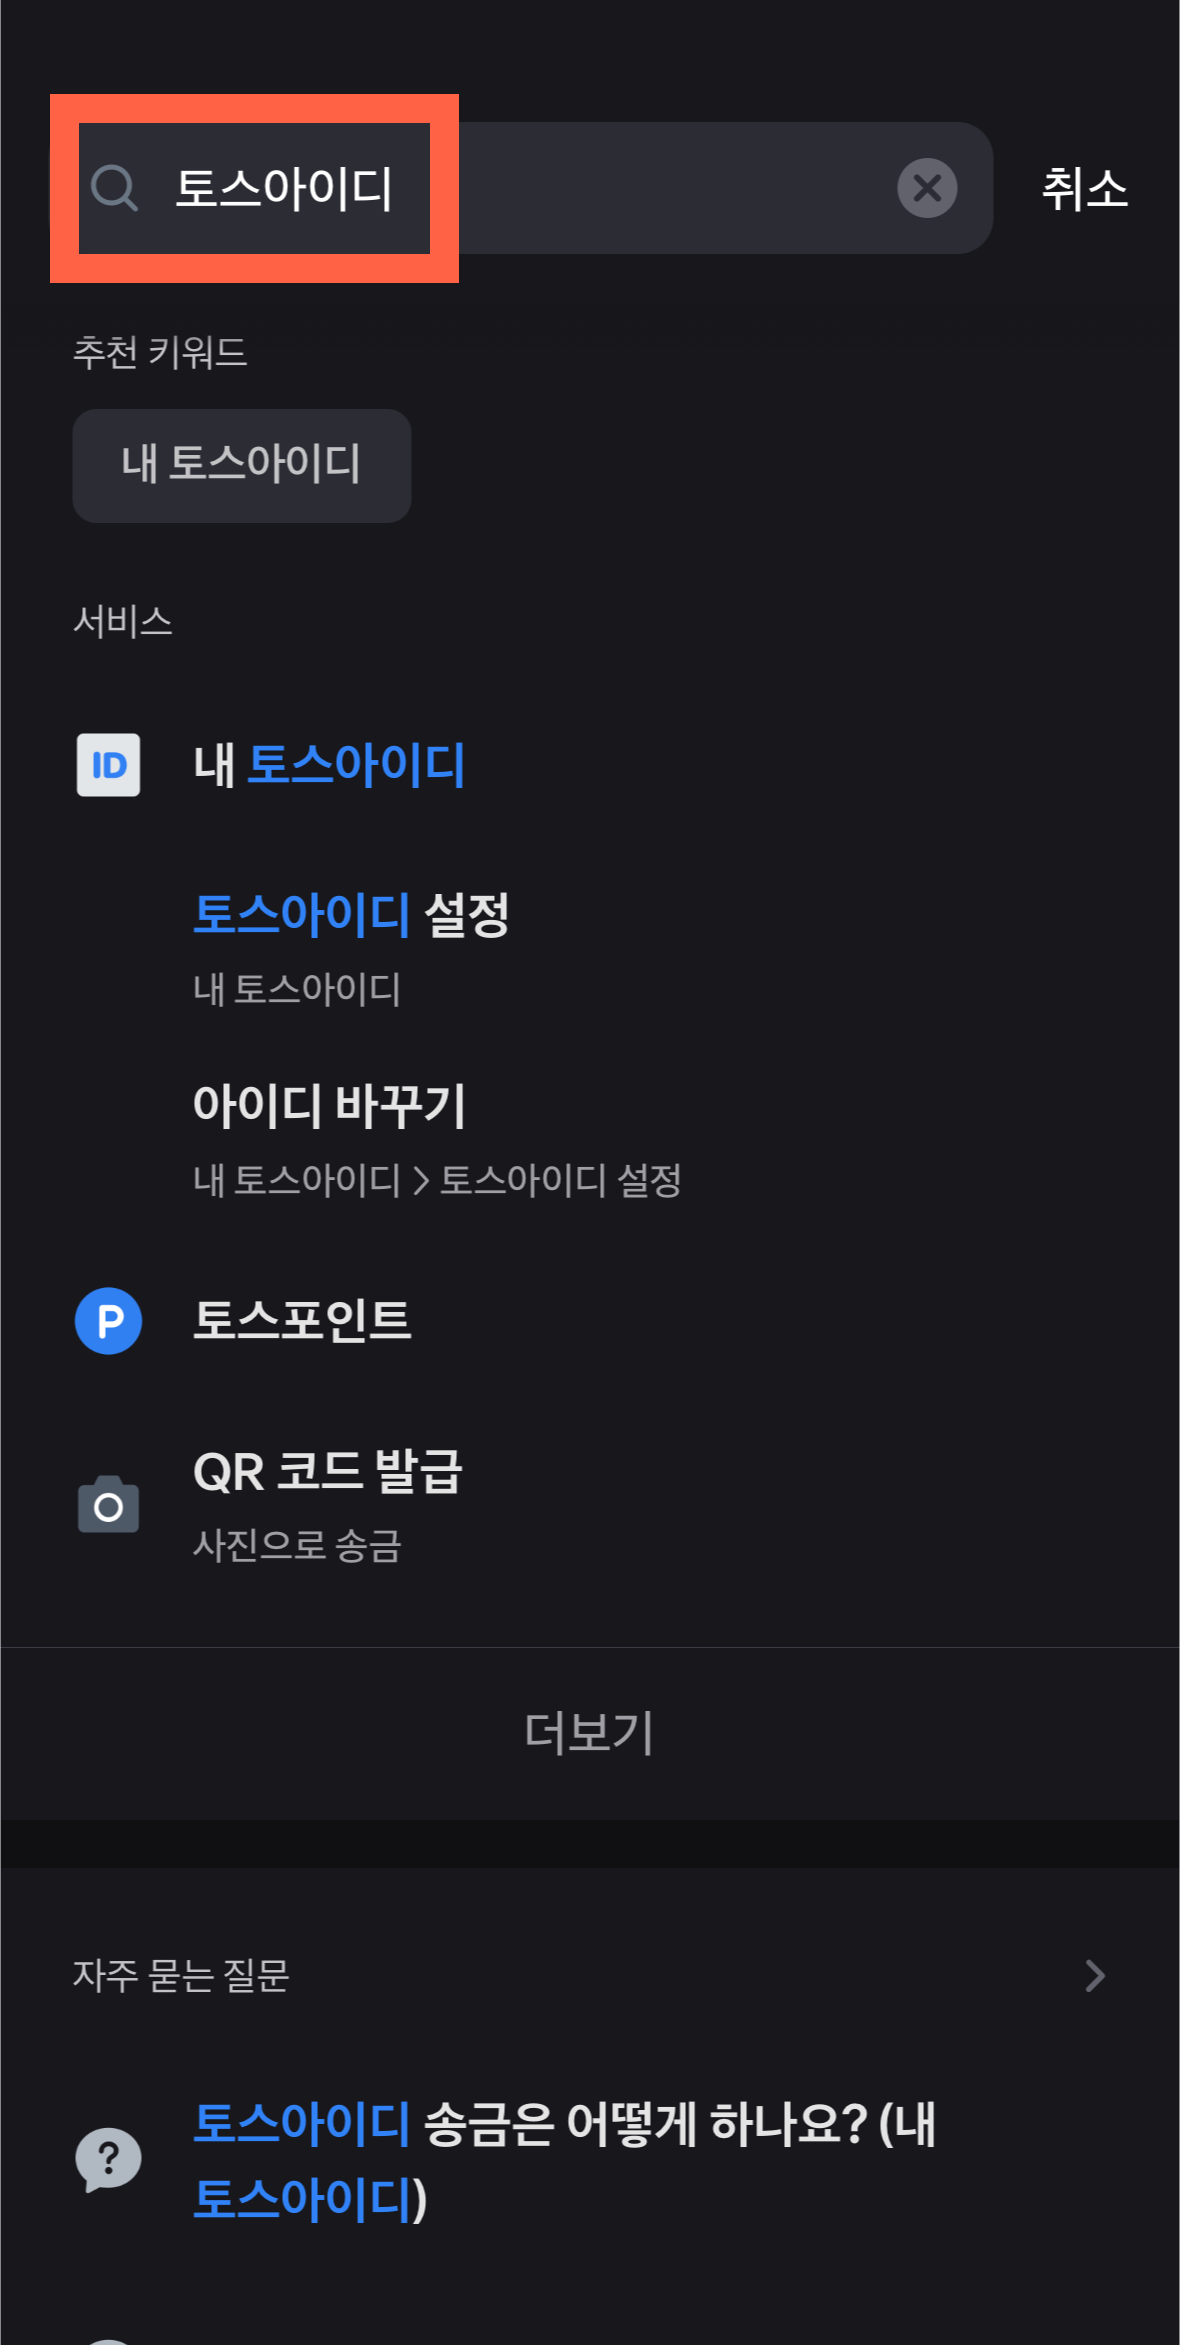 토스아이디
취소
추천 키워드
내 토스아이디
서비스
ID
내 토스아이디
토스아이디 설정
내 토스아이디
아이디 바꾸기
내 토스아이디 > 토스아이디 설정
P
토스포인트
QR 코드 발급
사진으로 송금
더보기
자주 묻는 질문
?
토스아이디 송금은 어떻게 하나요? (내
토스아이디)